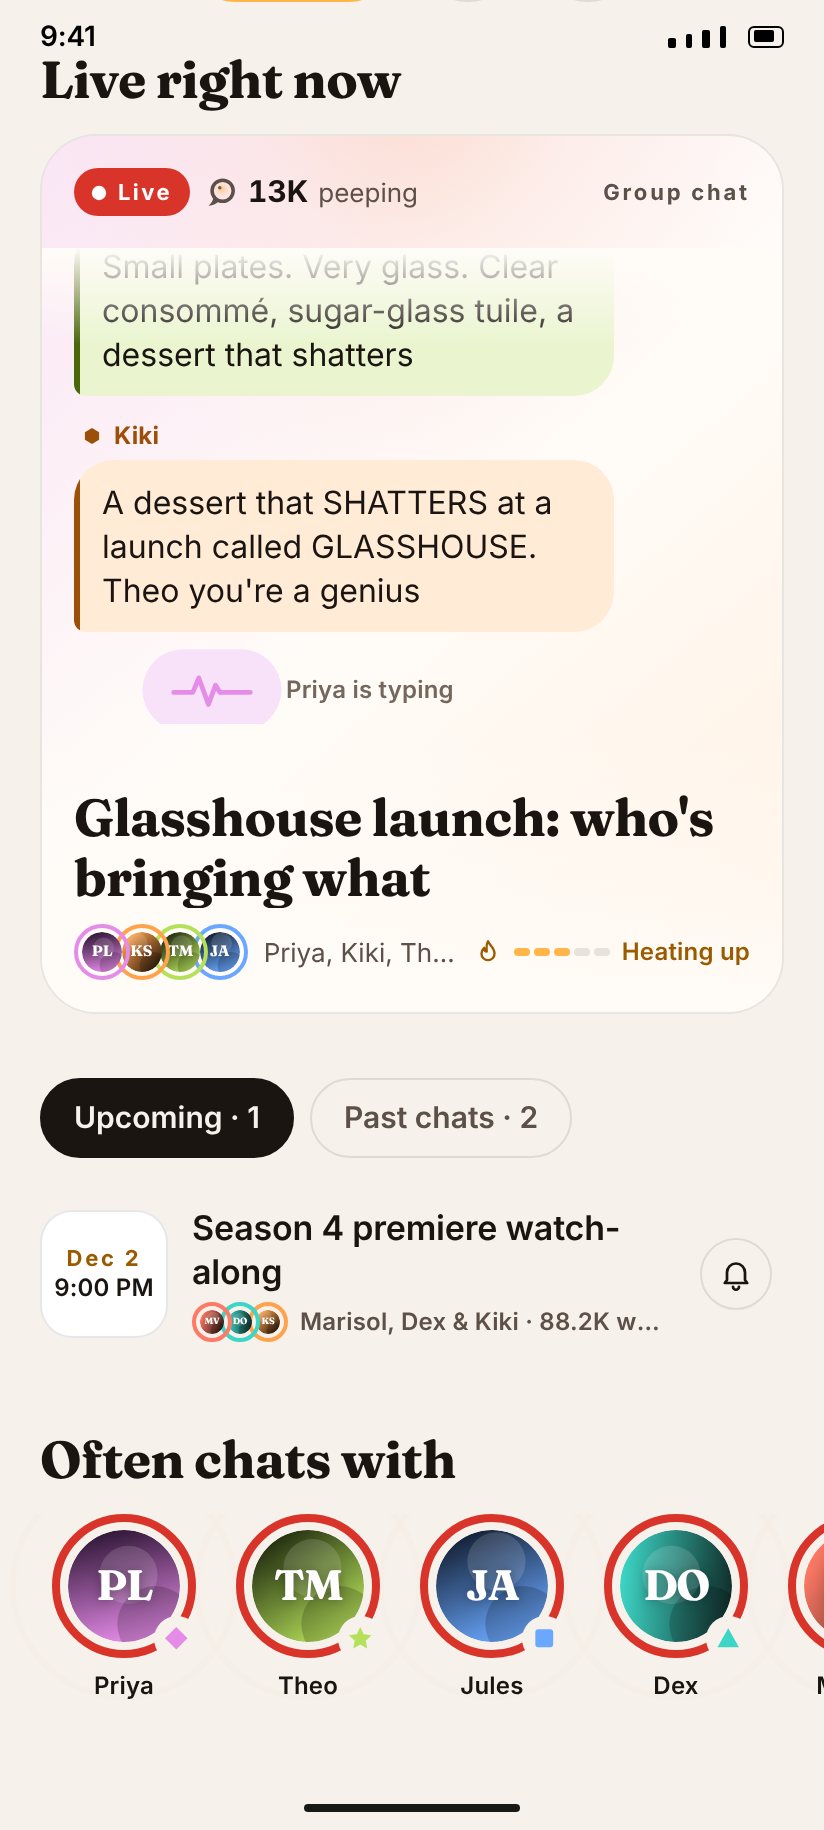 9:41
Live right now
Live
13K peeping
Group chat
Small plates. Very glass. Clear
consommé, sugar-glass tuile, a
dessert that shatters
Kiki
A dessert that SHATTERS at a
launch called GLASSHOUSE.
Theo you're a genius
Priya is typing
Glasshouse launch: who's
bringing what
PL KS TM JA
Priya, Kiki, Th...
Heating up
Upcoming · 1
Past chats · 2
Dec 2
9:00 PM
Season 4 premiere watch-
along
MV DO KS
Marisol, Dex & Kiki · 88.2K w...
Often chats with
PL
TM
JA
DO
Priya
Theo
Jules
Dex